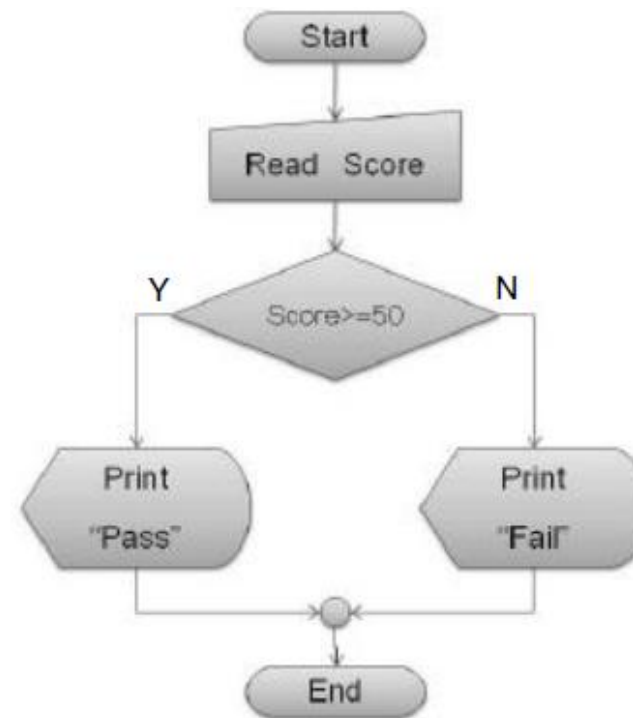 Start
Read Score
Y
N
Score>=50
Print
"Pass"
Print
"Fail"
End